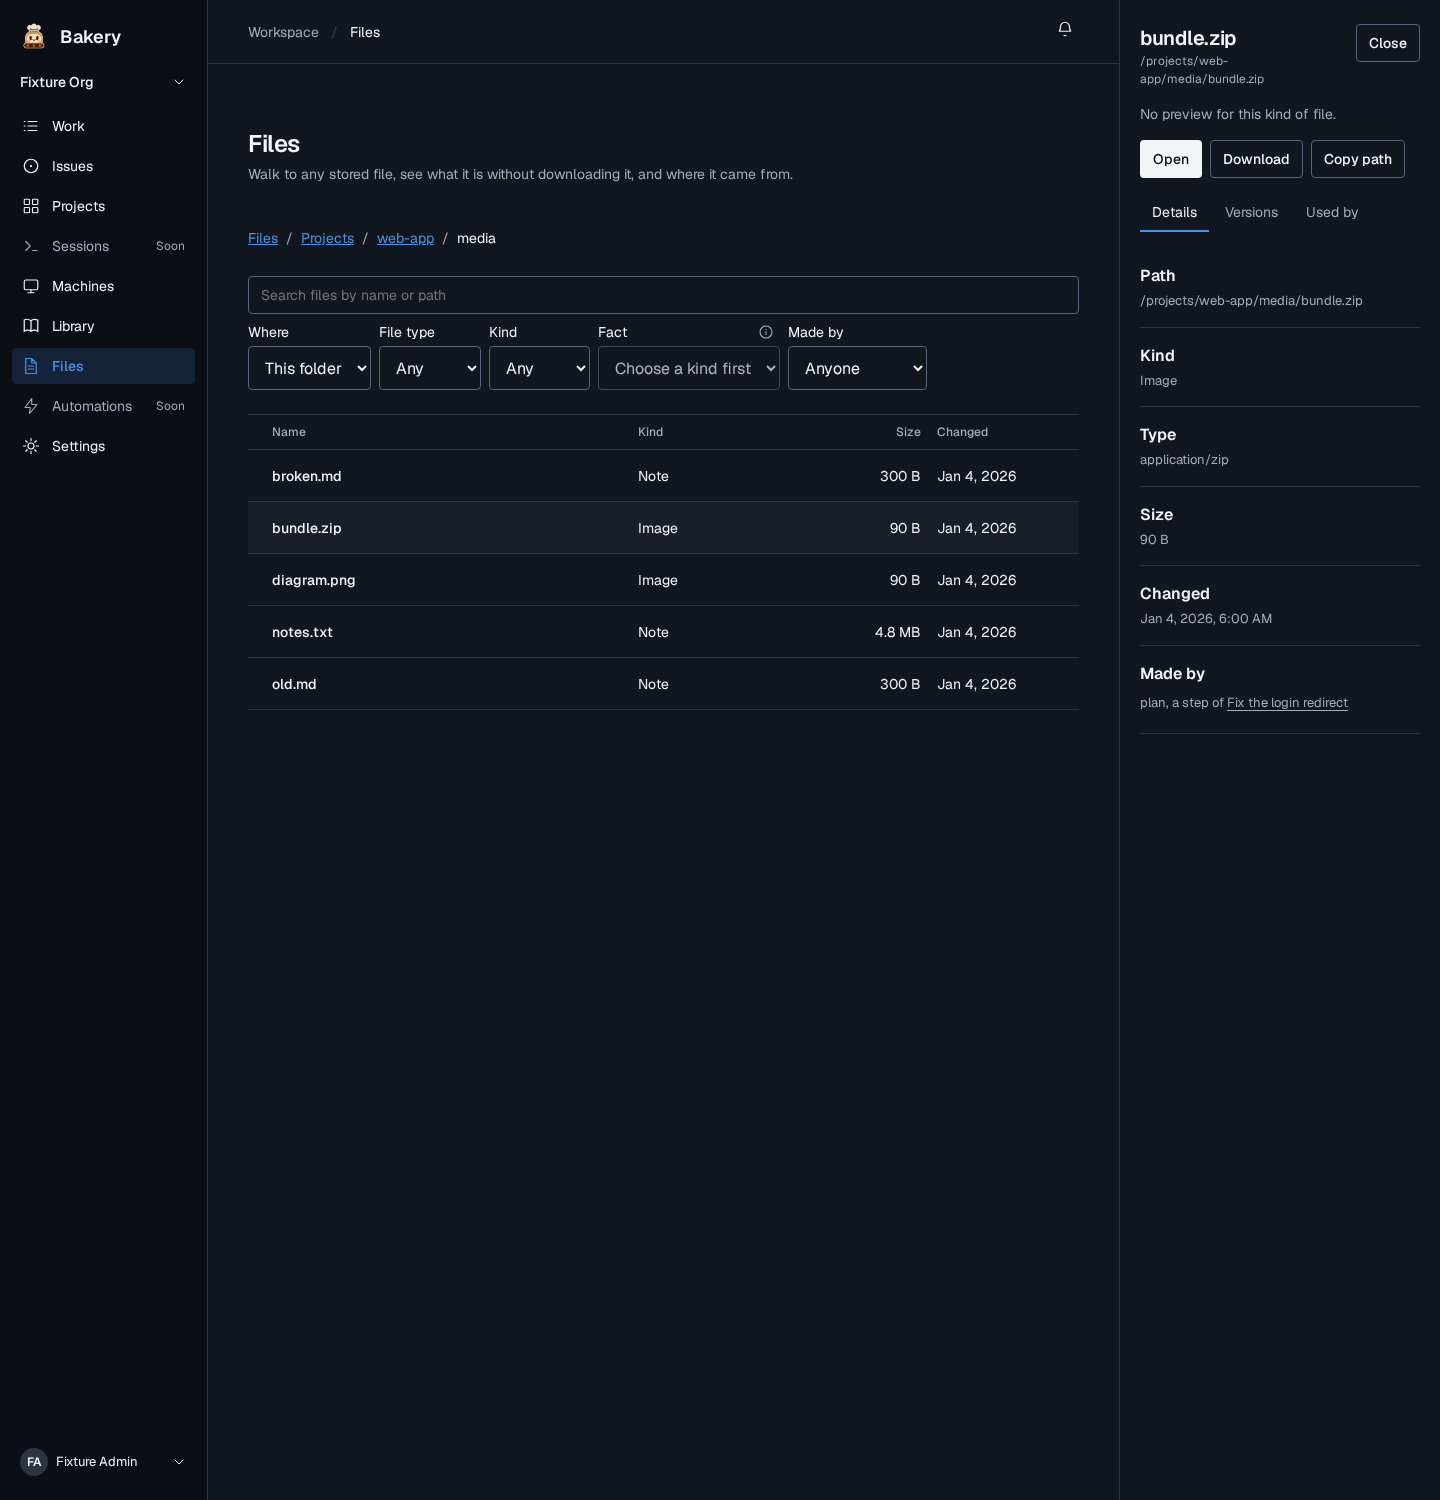 Bakery
Fixture Org
Work
Issues
Projects
Sessions Soon
Machines
Library
Files
Automations Soon
Settings
FA Fixture Admin
Workspace / Files
Files
Walk to any stored file, see what it is without downloading it, and where it came from.
Files / Projects / web-app / media
Search files by name or path
Where File type Kind Fact Made by
This folder Any Any Choose a kind first Anyone
Name Kind Size Changed
broken.md Note 300 B Jan 4, 2026
bundle.zip Image 90 B Jan 4, 2026
diagram.png Image 90 B Jan 4, 2026
notes.txt Note 4.8 MB Jan 4, 2026
old.md Note 300 B Jan 4, 2026
bundle.zip
Close
/projects/web-
app/media/bundle.zip
No preview for this kind of file.
Open Download Copy path
Details Versions Used by
Path
/projects/web-app/media/bundle.zip
Kind
Image
Type
application/zip
Size
90 B
Changed
Jan 4, 2026, 6:00 AM
Made by
plan, a step of Fix the login redirect